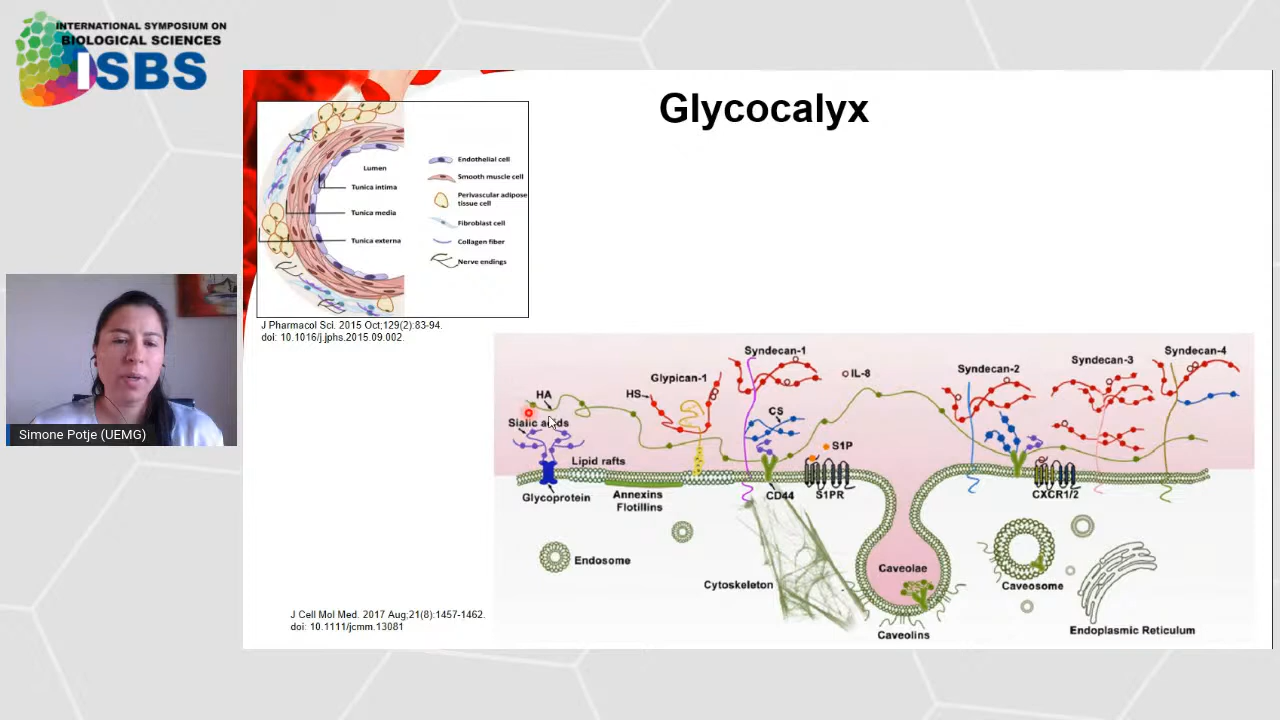 INTERNATIONAL SYMPOSIUM ON
BIOLOGICAL SCIENCES
ISBS
Glycocalyx
Lumen
Tunica intima
Tunica media
Tunica externa
Endothelial cell
Smooth muscle cell
Perivascular adipose
tissue cell
Fibroblast cell
Collagen fiber
Nerve endings
J Pharmacol Sci. 2015 Oct;129(2):83-94.
doi: 10.1016/j.jphs.2015.09.002.
Simone Potje (UEMG)
HA
Sialic acids
HS
Glypican-1
Syndecan-1
IL-8
CS
S1P
Syndecan-2
Syndecan-3
Syndecan-4
Lipid rafts
Glycoprotein
Annexins
Flotillins
CD44
S1PR
CXCR1/2
Endosome
Cytoskeleton
Caveolae
Caveolins
Caveosome
Endoplasmic Reticulum
J Cell Mol Med. 2017 Aug;21(8):1457-1462.
doi: 10.1111/jcmm.13081